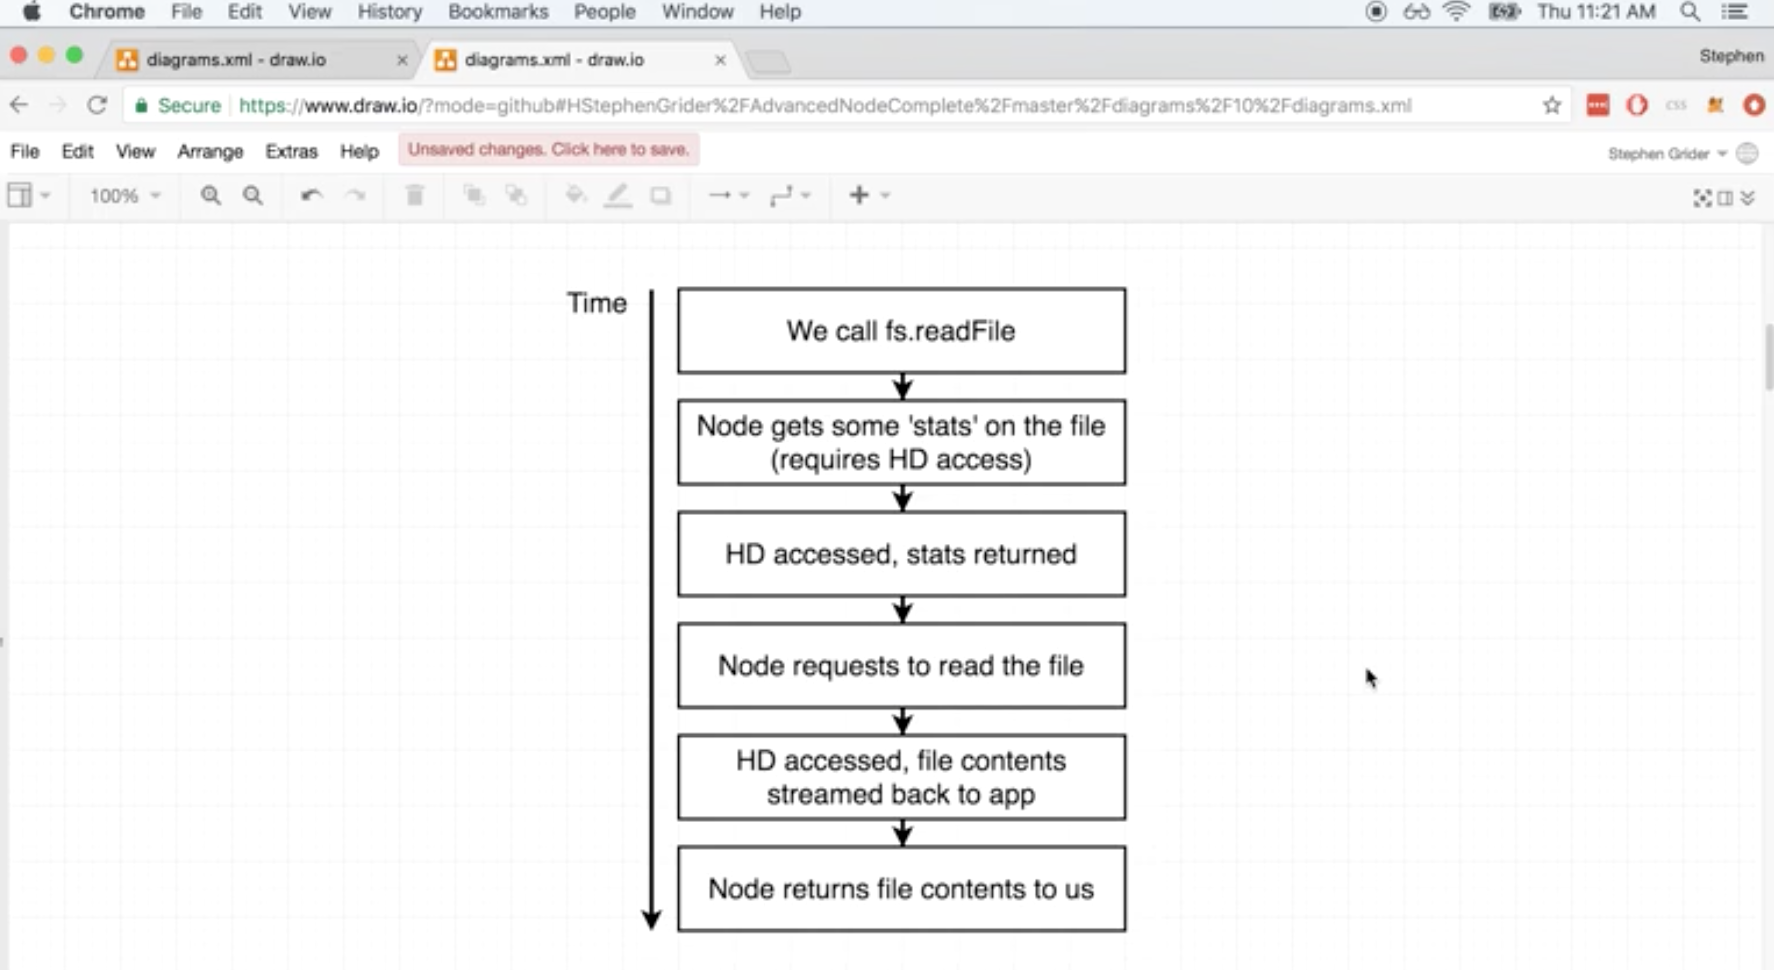 Chrome File Edit View History Bookmarks People Window Help Thu 11:21 AM
diagrams.xml - draw.io diagrams.xml - draw.io Stephen
Secure https://www.draw.io/?mode=github#HStephenGrider%2FAdvancedNodeComplete%2Fmaster%2Fdiagrams%2F10%2Fdiagrams.xml CSS
File Edit View Arrange Extras Help Unsaved changes. Click here to save. Stephen Grider
100%
Time
We call fs.readFile
Node gets some 'stats' on the file
(requires HD access)
HD accessed, stats returned
Node requests to read the file
HD accessed, file contents
streamed back to app
Node returns file contents to us